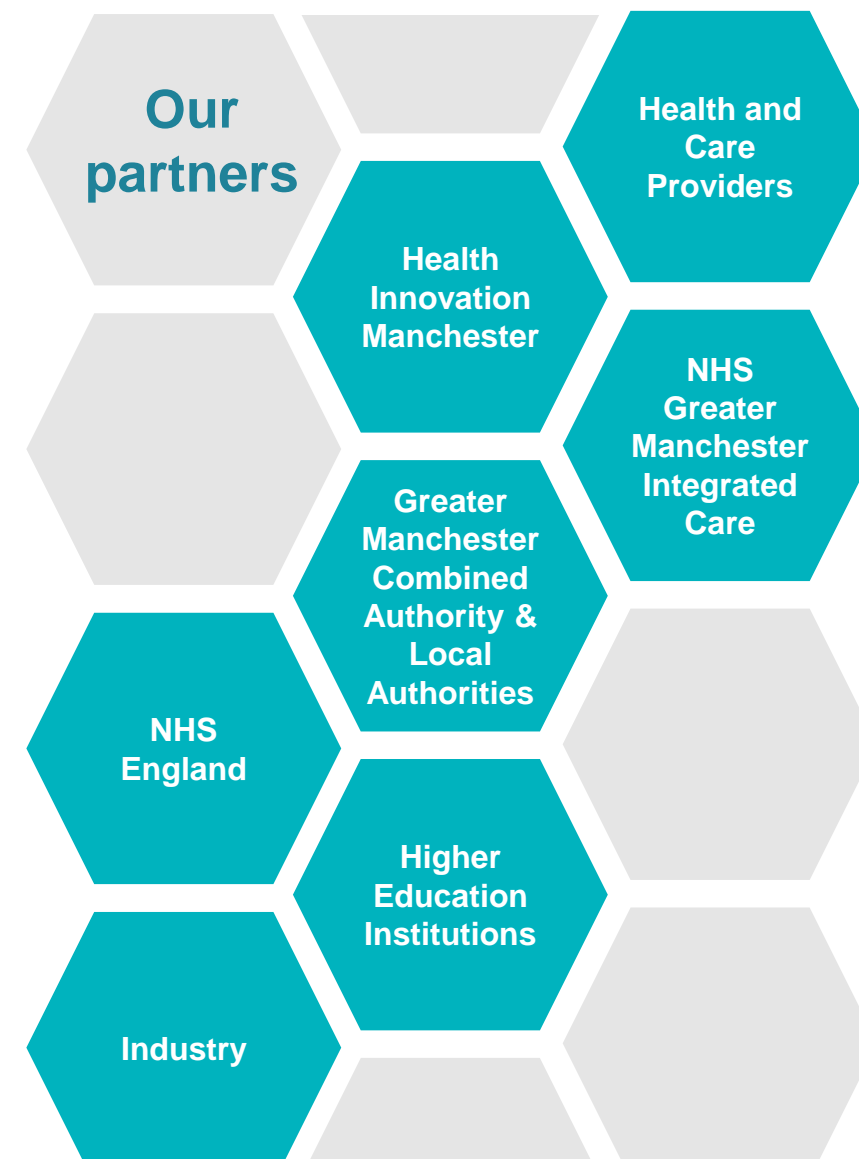 Our
partners
Health and
Care
Providers
Health
Innovation
Manchester
NHS
Greater
Manchester
Integrated
Care
Greater
Manchester
Combined
Authority &
Local
Authorities
NHS
England
Higher
Education
Institutions
Industry